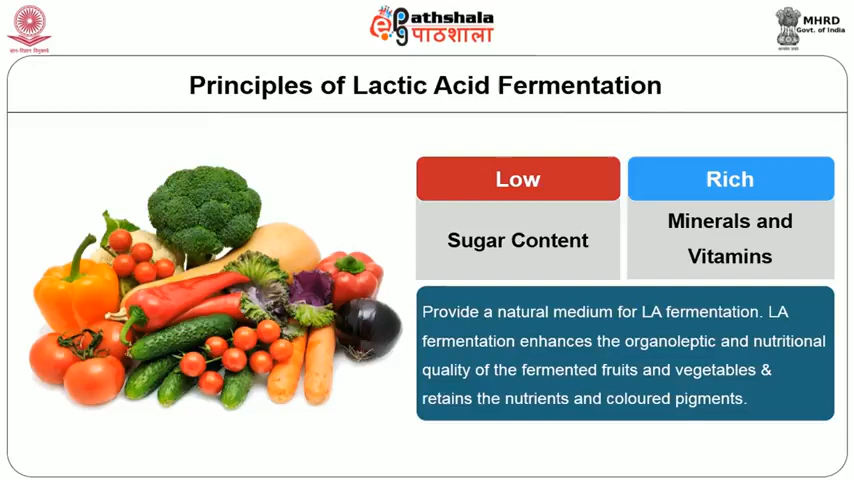 ePathshala
पाठशाला
MHRD
Govt. of India
Principles of Lactic Acid Fermentation
Low
Rich
Sugar Content
Minerals and
Vitamins
Provide a natural medium for LA fermentation. LA
fermentation enhances the organoleptic and nutritional
quality of the fermented fruits and vegetables &
retains the nutrients and coloured pigments.